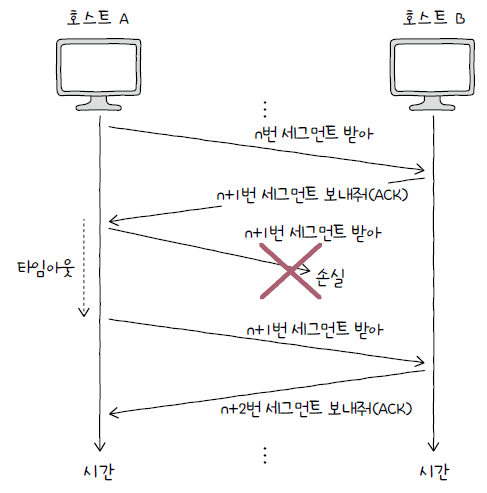 호스트 A
호스트 B
n번 세그먼트 받아
n+1번 세그먼트 보내줘(ACK)
n+1번 세그먼트 받아
타임아웃
손실
n+1번 세그먼트 받아
n+2번 세그먼트 보내줘(ACK)
시간
시간